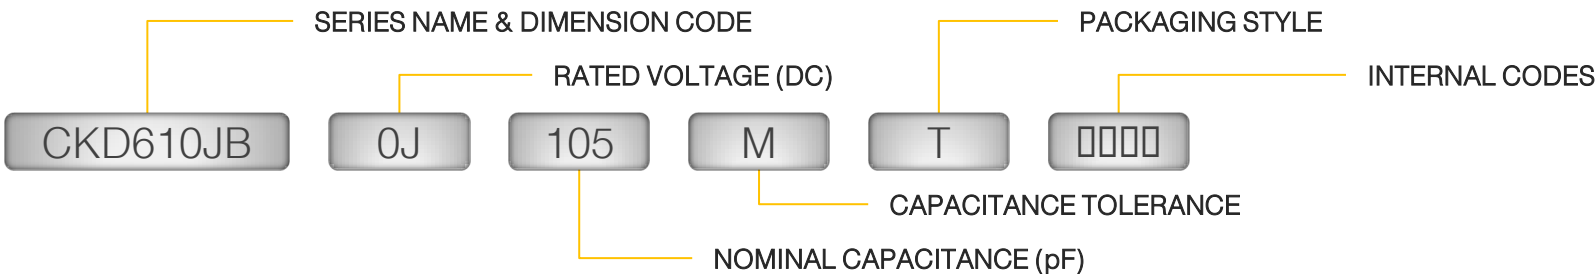 SERIES NAME & DIMENSION CODE
PACKAGING STYLE
RATED VOLTAGE (DC)
INTERNAL CODES
CKD610JB 0J 105 M T □□□□
CAPACITANCE TOLERANCE
NOMINAL CAPACITANCE (pF)